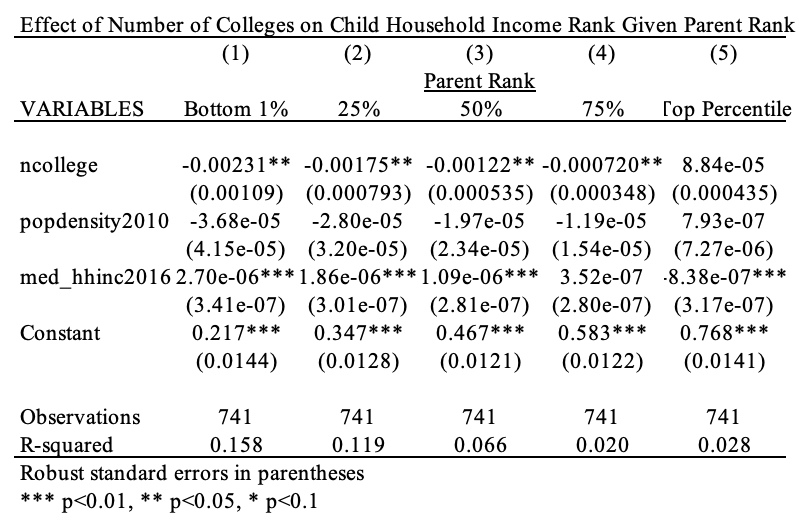 Effect of Number of Colleges on Child Household Income Rank Given Parent Rank
(1) (2) (3) (4) (5)
Parent Rank
VARIABLES Bottom 1% 25% 50% 75% Top Percentile
ncollege -0.00231** -0.00175** -0.00122** -0.000720** 8.84e-05
(0.00109) (0.000793) (0.000535) (0.000348) (0.000435)
popdensity2010 -3.68e-05 -2.80e-05 -1.97e-05 -1.19e-05 7.93e-07
(4.15e-05) (3.20e-05) (2.34e-05) (1.54e-05) (7.27e-06)
med_hhinc2016 2.70e-06*** 1.86e-06*** 1.09e-06*** 3.52e-07 -8.38e-07***
(3.41e-07) (3.01e-07) (2.81e-07) (2.80e-07) (3.17e-07)
Constant 0.217*** 0.347*** 0.467*** 0.583*** 0.768***
(0.0144) (0.0128) (0.0121) (0.0122) (0.0141)
Observations 741 741 741 741 741
R-squared 0.158 0.119 0.066 0.020 0.028
Robust standard errors in parentheses
*** p<0.01, ** p<0.05, * p<0.1